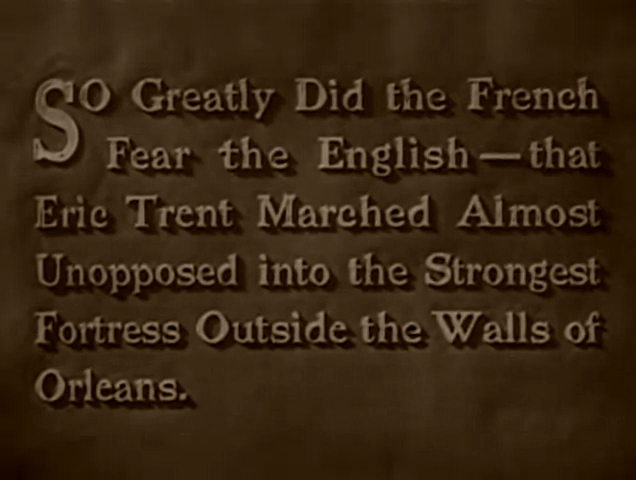 So Greatly Did the French
Fear the English—that
Eric Trent Marched Almost
Unopposed into the Strongest
Fortress Outside the Walls of
Orleans.